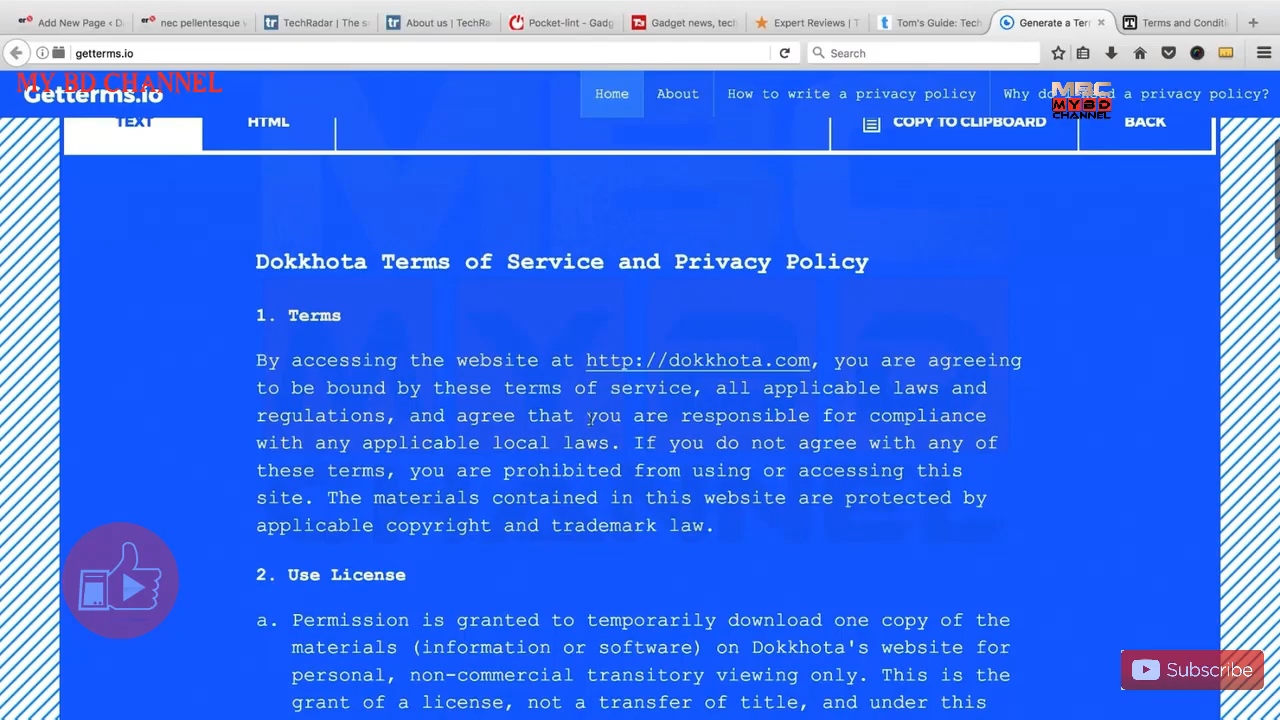 Add New Page ‹ D
nec pellentesque v
TechRadar | The s
About us | TechRa
Pocket-lint - Gadg
Gadget news, tech
Expert Reviews | T
Tom's Guide: Tech
Generate a Ter
Terms and Conditi
getterms.io
Search
MY BD CHANNEL
Getterms.io
Home
About
How to write a privacy policy
Why do I need a privacy policy?
MBC
MYBD
CHANNEL
TEXT
HTML
COPY TO CLIPBOARD
BACK
Dokkhota Terms of Service and Privacy Policy
1. Terms
By accessing the website at http://dokkhota.com, you are agreeing
to be bound by these terms of service, all applicable laws and
regulations, and agree that you are responsible for compliance
with any applicable local laws. If you do not agree with any of
these terms, you are prohibited from using or accessing this
site. The materials contained in this website are protected by
applicable copyright and trademark law.
2. Use License
a. Permission is granted to temporarily download one copy of the
materials (information or software) on Dokkhota's website for
personal, non-commercial transitory viewing only. This is the
grant of a license, not a transfer of title, and under this
Subscribe